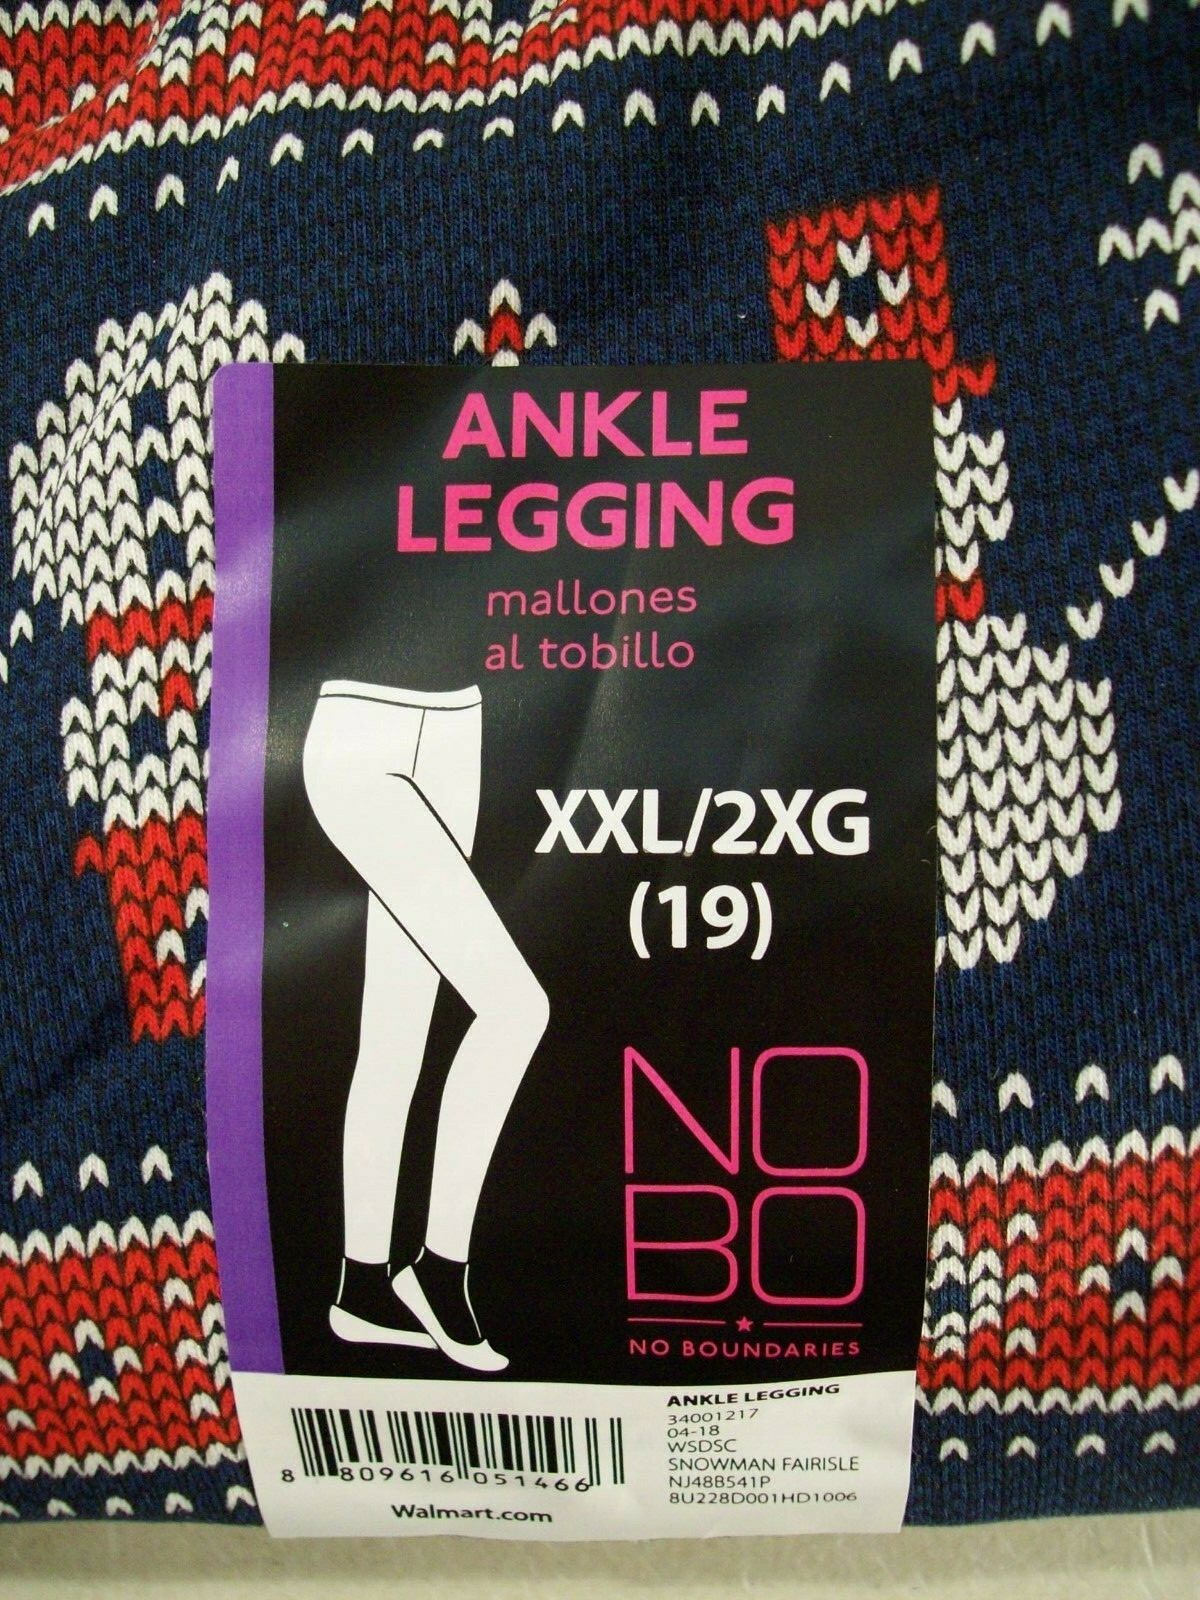 ANKLE
LEGGING
mallones
al tobillo
XXL/2XG
(19)
NO
BO
NO BOUNDARIES
ANKLE LEGGING
34001217
04-18
WSDSC
SNOWMAN FAIRISLE
NJ48B541P
8U228D001HD1006
8 809616 051466
Walmart.com